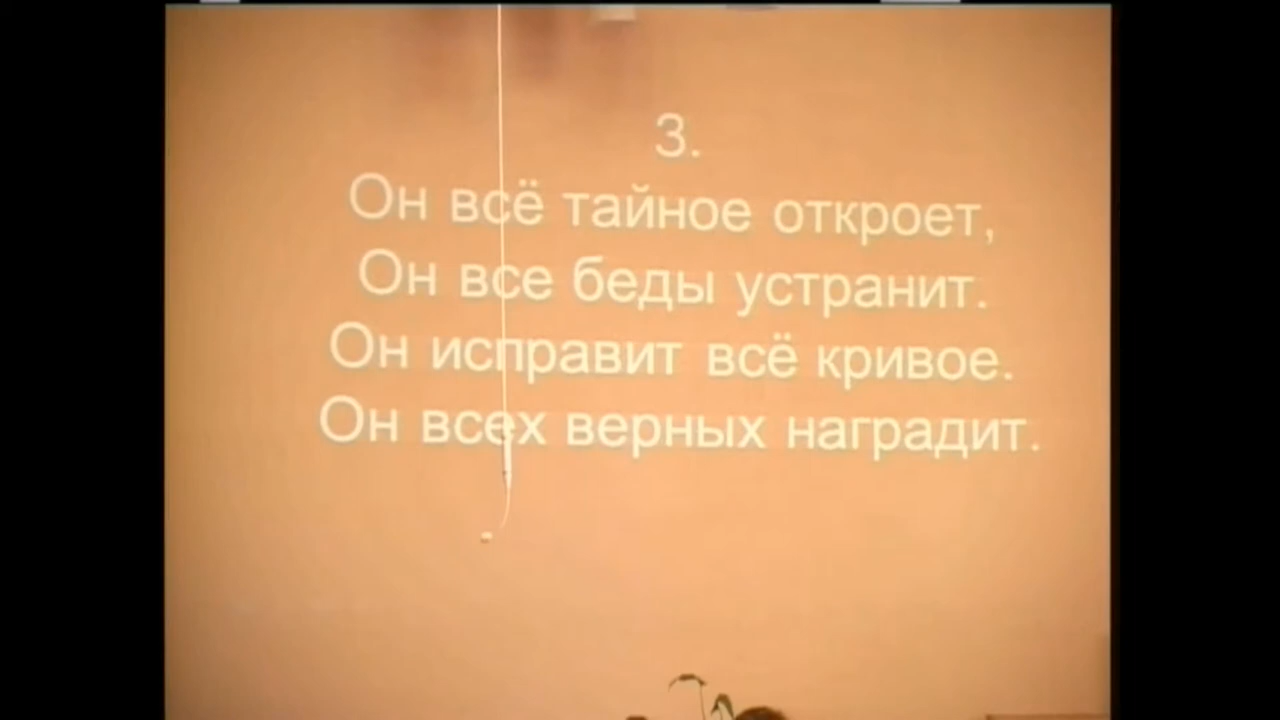 3.
Он всё тайное откроет,
Он все беды устранит.
Он исправит всё кривое.
Он всех верных наградит.